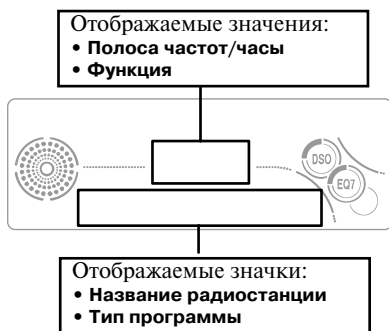 Отображаемые значения:
• Полоса частот/часы
• Функция
DSO
EQ7
Отображаемые значки:
• Название радиостанции
• Тип программы